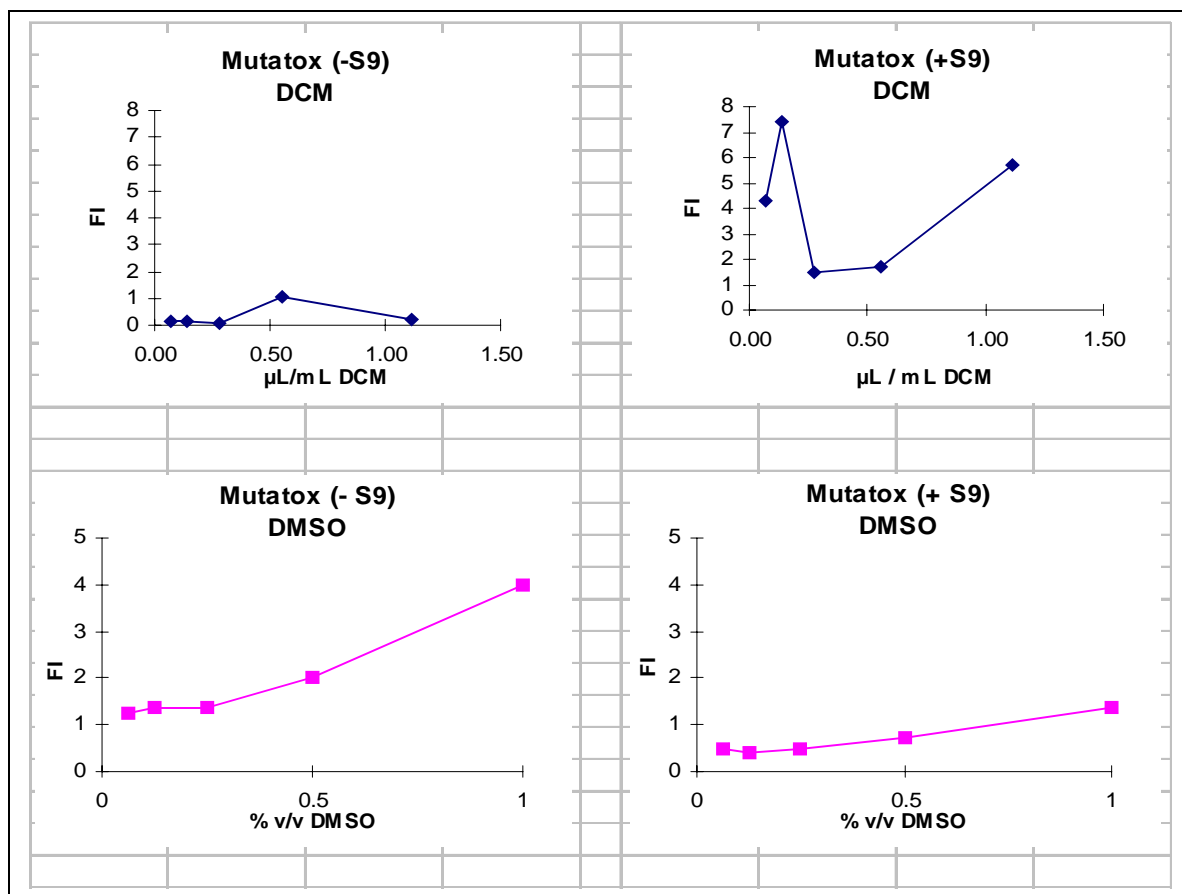 Mutatox (-S9)
DCM
8
7
6
5
4
3
2
1
0
FI
0.00 0.50 1.00 1.50
µL/mL DCM
Mutatox (+S9)
DCM
8
7
6
5
4
3
2
1
0
FI
0.00 0.50 1.00 1.50
µL / mL DCM
Mutatox (- S9)
DMSO
5
4
3
2
1
0
FI
0 0.5 1
% v/v DMSO
Mutatox (+ S9)
DMSO
5
4
3
2
1
0
FI
0 0.5 1
% v/v DMSO